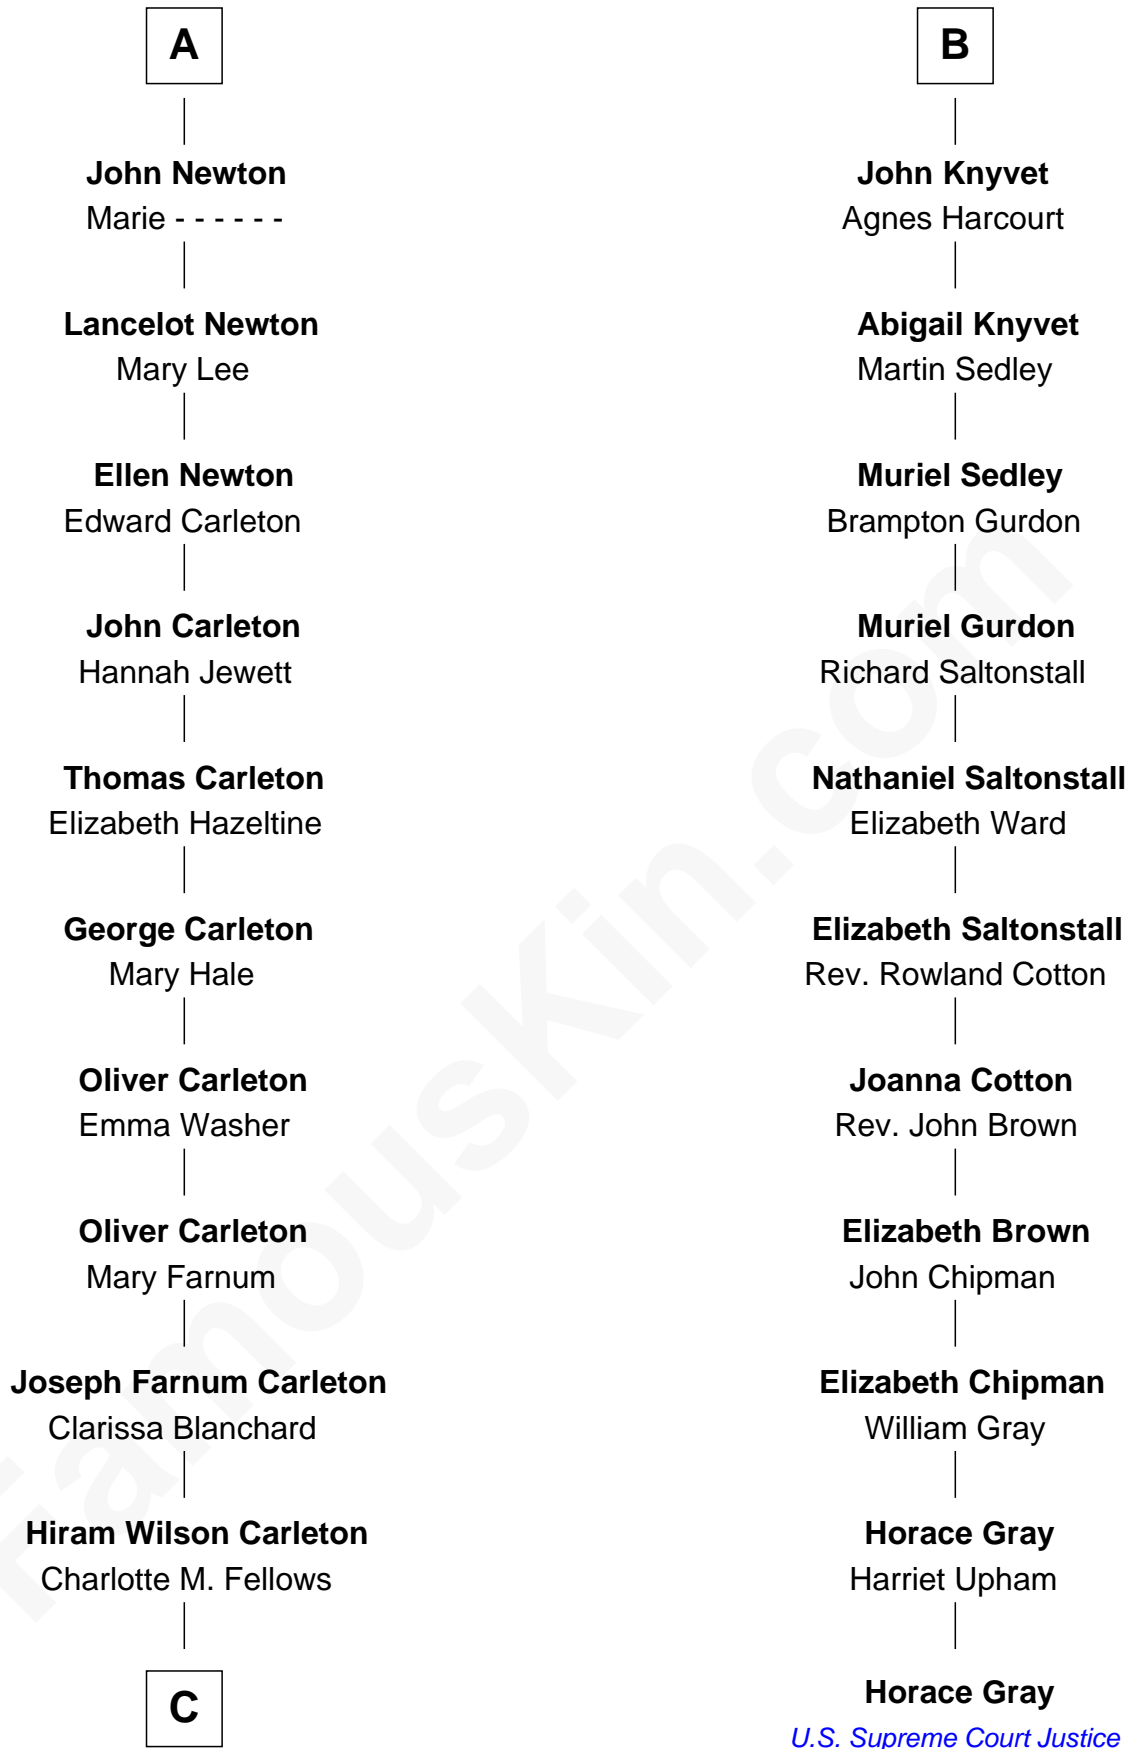 A
John Newton
Marie - - - - - -
Lancelot Newton
Mary Lee
Ellen Newton
Edward Carleton
John Carleton
Hannah Jewett
Thomas Carleton
Elizabeth Hazeltine
George Carleton
Mary Hale
Oliver Carleton
Emma Washer
Oliver Carleton
Mary Farnum
Joseph Farnum Carleton
Clarissa Blanchard
Hiram Wilson Carleton
Charlotte M. Fellows
C
B
John Knyvet
Agnes Harcourt
Abigail Knyvet
Martin Sedley
Muriel Sedley
Brampton Gurdon
Muriel Gurdon
Richard Saltonstall
Nathaniel Saltonstall
Elizabeth Ward
Elizabeth Saltonstall
Rev. Rowland Cotton
Joanna Cotton
Rev. John Brown
Elizabeth Brown
John Chipman
Elizabeth Chipman
William Gray
Horace Gray
Harriet Upham
Horace Gray
U.S. Supreme Court Justice
FamousKin.com